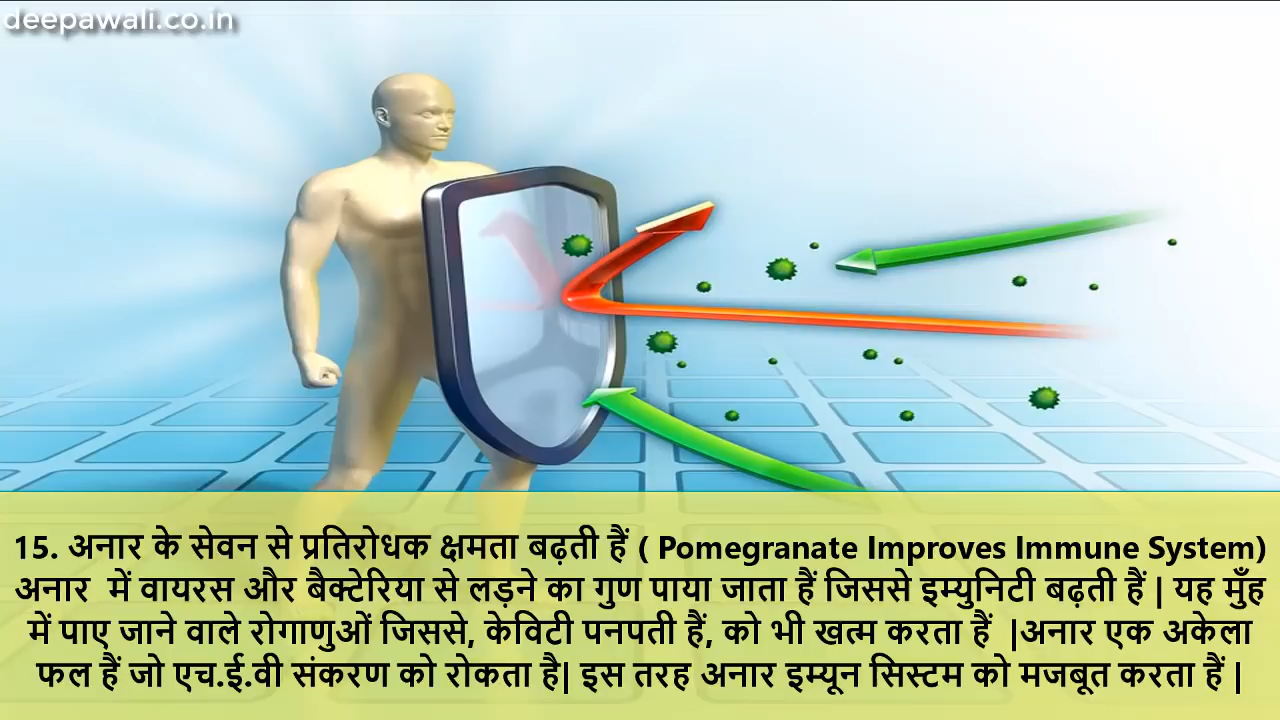 deepawali.co.in
15. अनार के सेवन से प्रतिरोधक क्षमता बढ़ती हैं ( Pomegranate Improves Immune System)
अनार में वायरस और बैक्टेरिया से लड़ने का गुण पाया जाता हैं जिससे इम्युनिटी बढ़ती हैं | यह मुँह
में पाए जाने वाले रोगाणुओं जिससे, केविटी पनपती हैं, को भी खत्म करता हैं |अनार एक अकेला
फल हैं जो एच.ई.वी संकरण को रोकता है| इस तरह अनार इम्यून सिस्टम को मजबूत करता हैं |